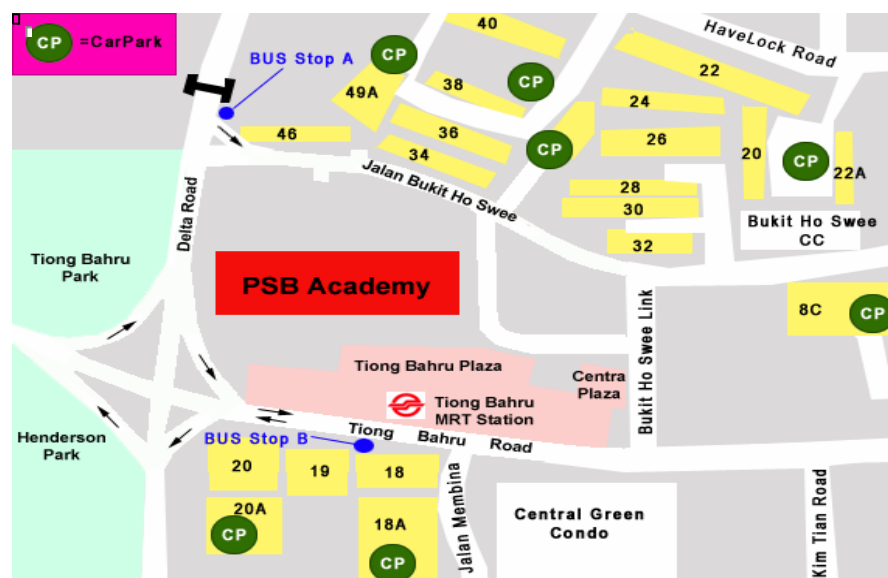 CP =CarPark
BUS Stop A
40
HaveLock Road
CP
22
49A
38
CP
24
46
36
26
20
CP
34
CP
22A
Jalan Bukit Ho Swee
28
30
Delta Road
Bukit Ho Swee
CC
32
Tiong Bahru
Park
PSB Academy
8C
CP
Bukit Ho Swee Link
Tiong Bahru Plaza
Centra
Plaza
Tiong Bahru
MRT Station
Tiong Bahru Road
BUS Stop B
Henderson
Park
20
19
18
20A
CP
18A
CP
Jalan Membina
Central Green
Condo
Kim Tian Road